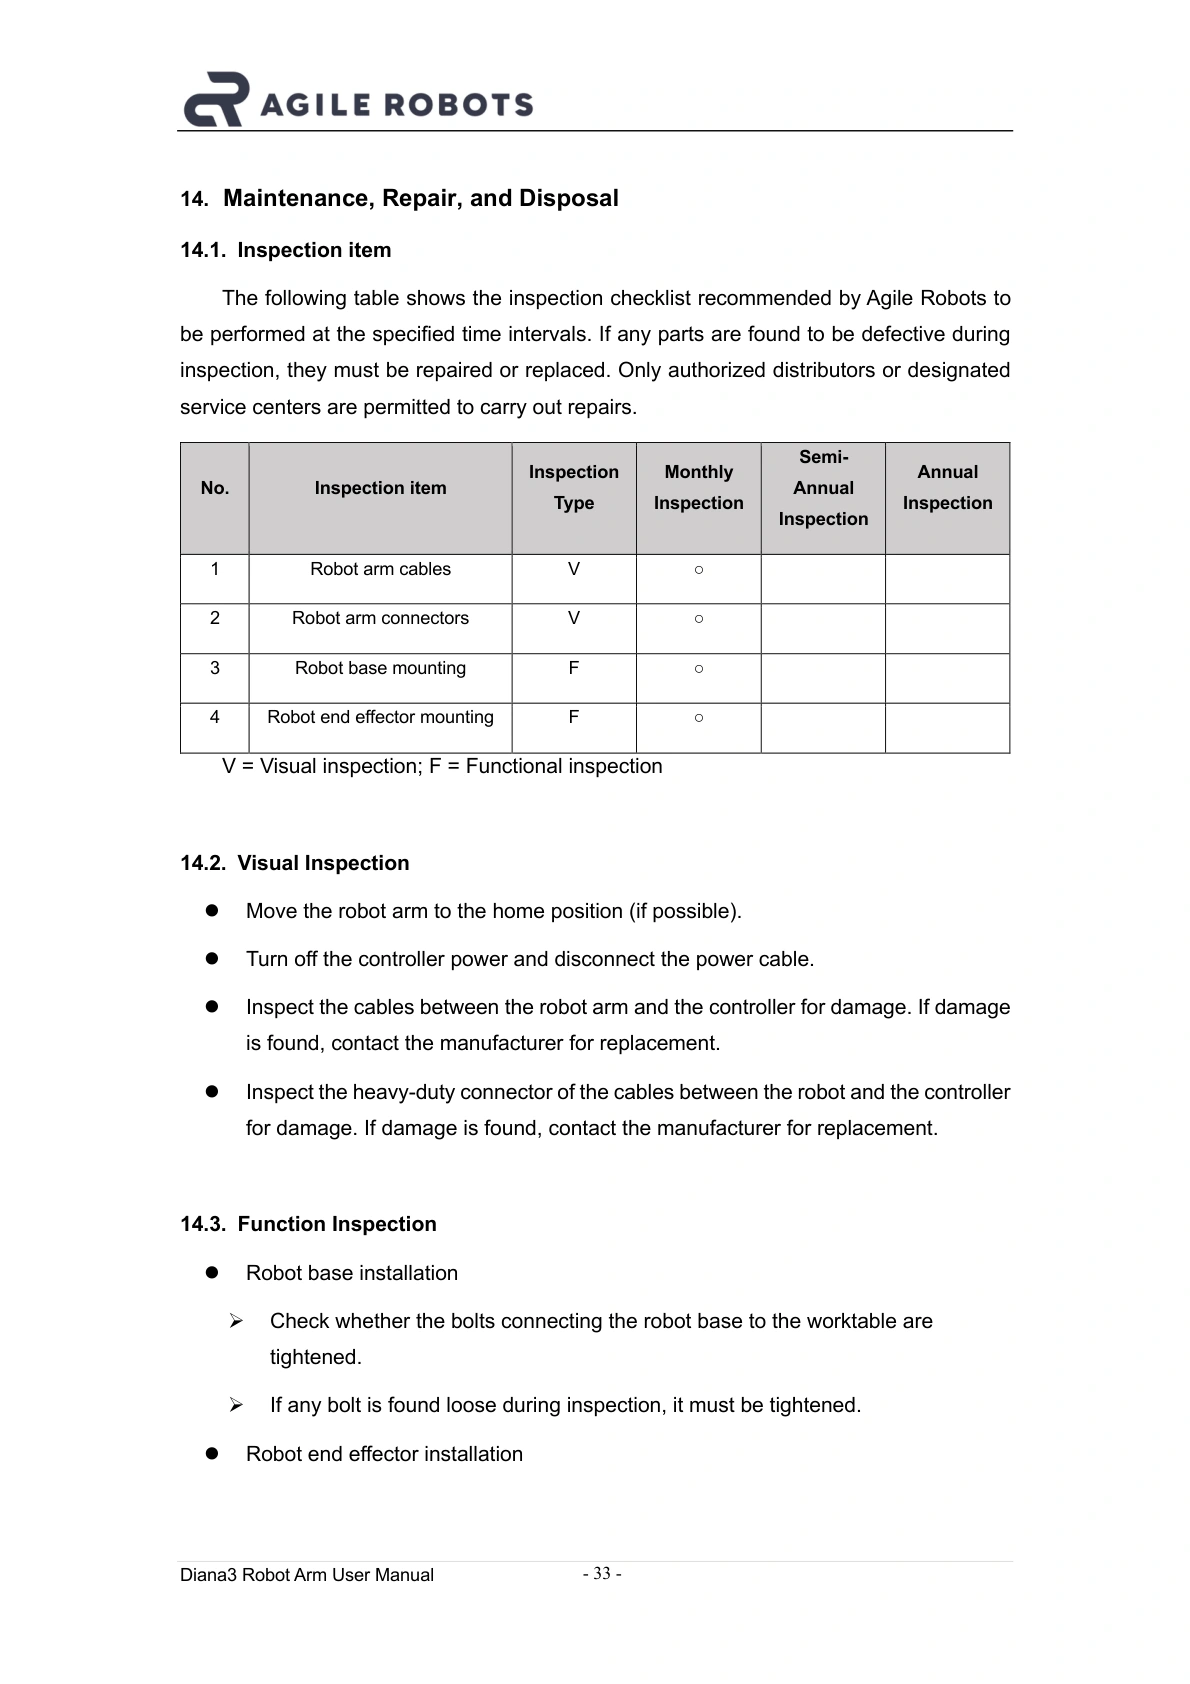 AGILE ROBOTS
14. Maintenance, Repair, and Disposal
14.1. Inspection item
The following table shows the inspection checklist recommended by Agile Robots to
be performed at the specified time intervals. If any parts are found to be defective during
inspection, they must be repaired or replaced. Only authorized distributors or designated
service centers are permitted to carry out repairs.
No. Inspection item Inspection Type Monthly Inspection Semi-Annual Inspection Annual Inspection
1 Robot arm cables V ○
2 Robot arm connectors V ○
3 Robot base mounting F ○
4 Robot end effector mounting F ○
V = Visual inspection; F = Functional inspection
14.2. Visual Inspection
● Move the robot arm to the home position (if possible).
● Turn off the controller power and disconnect the power cable.
● Inspect the cables between the robot arm and the controller for damage. If damage
is found, contact the manufacturer for replacement.
● Inspect the heavy-duty connector of the cables between the robot and the controller
for damage. If damage is found, contact the manufacturer for replacement.
14.3. Function Inspection
● Robot base installation
➢ Check whether the bolts connecting the robot base to the worktable are
tightened.
➢ If any bolt is found loose during inspection, it must be tightened.
● Robot end effector installation
Diana3 Robot Arm User Manual - 33 -